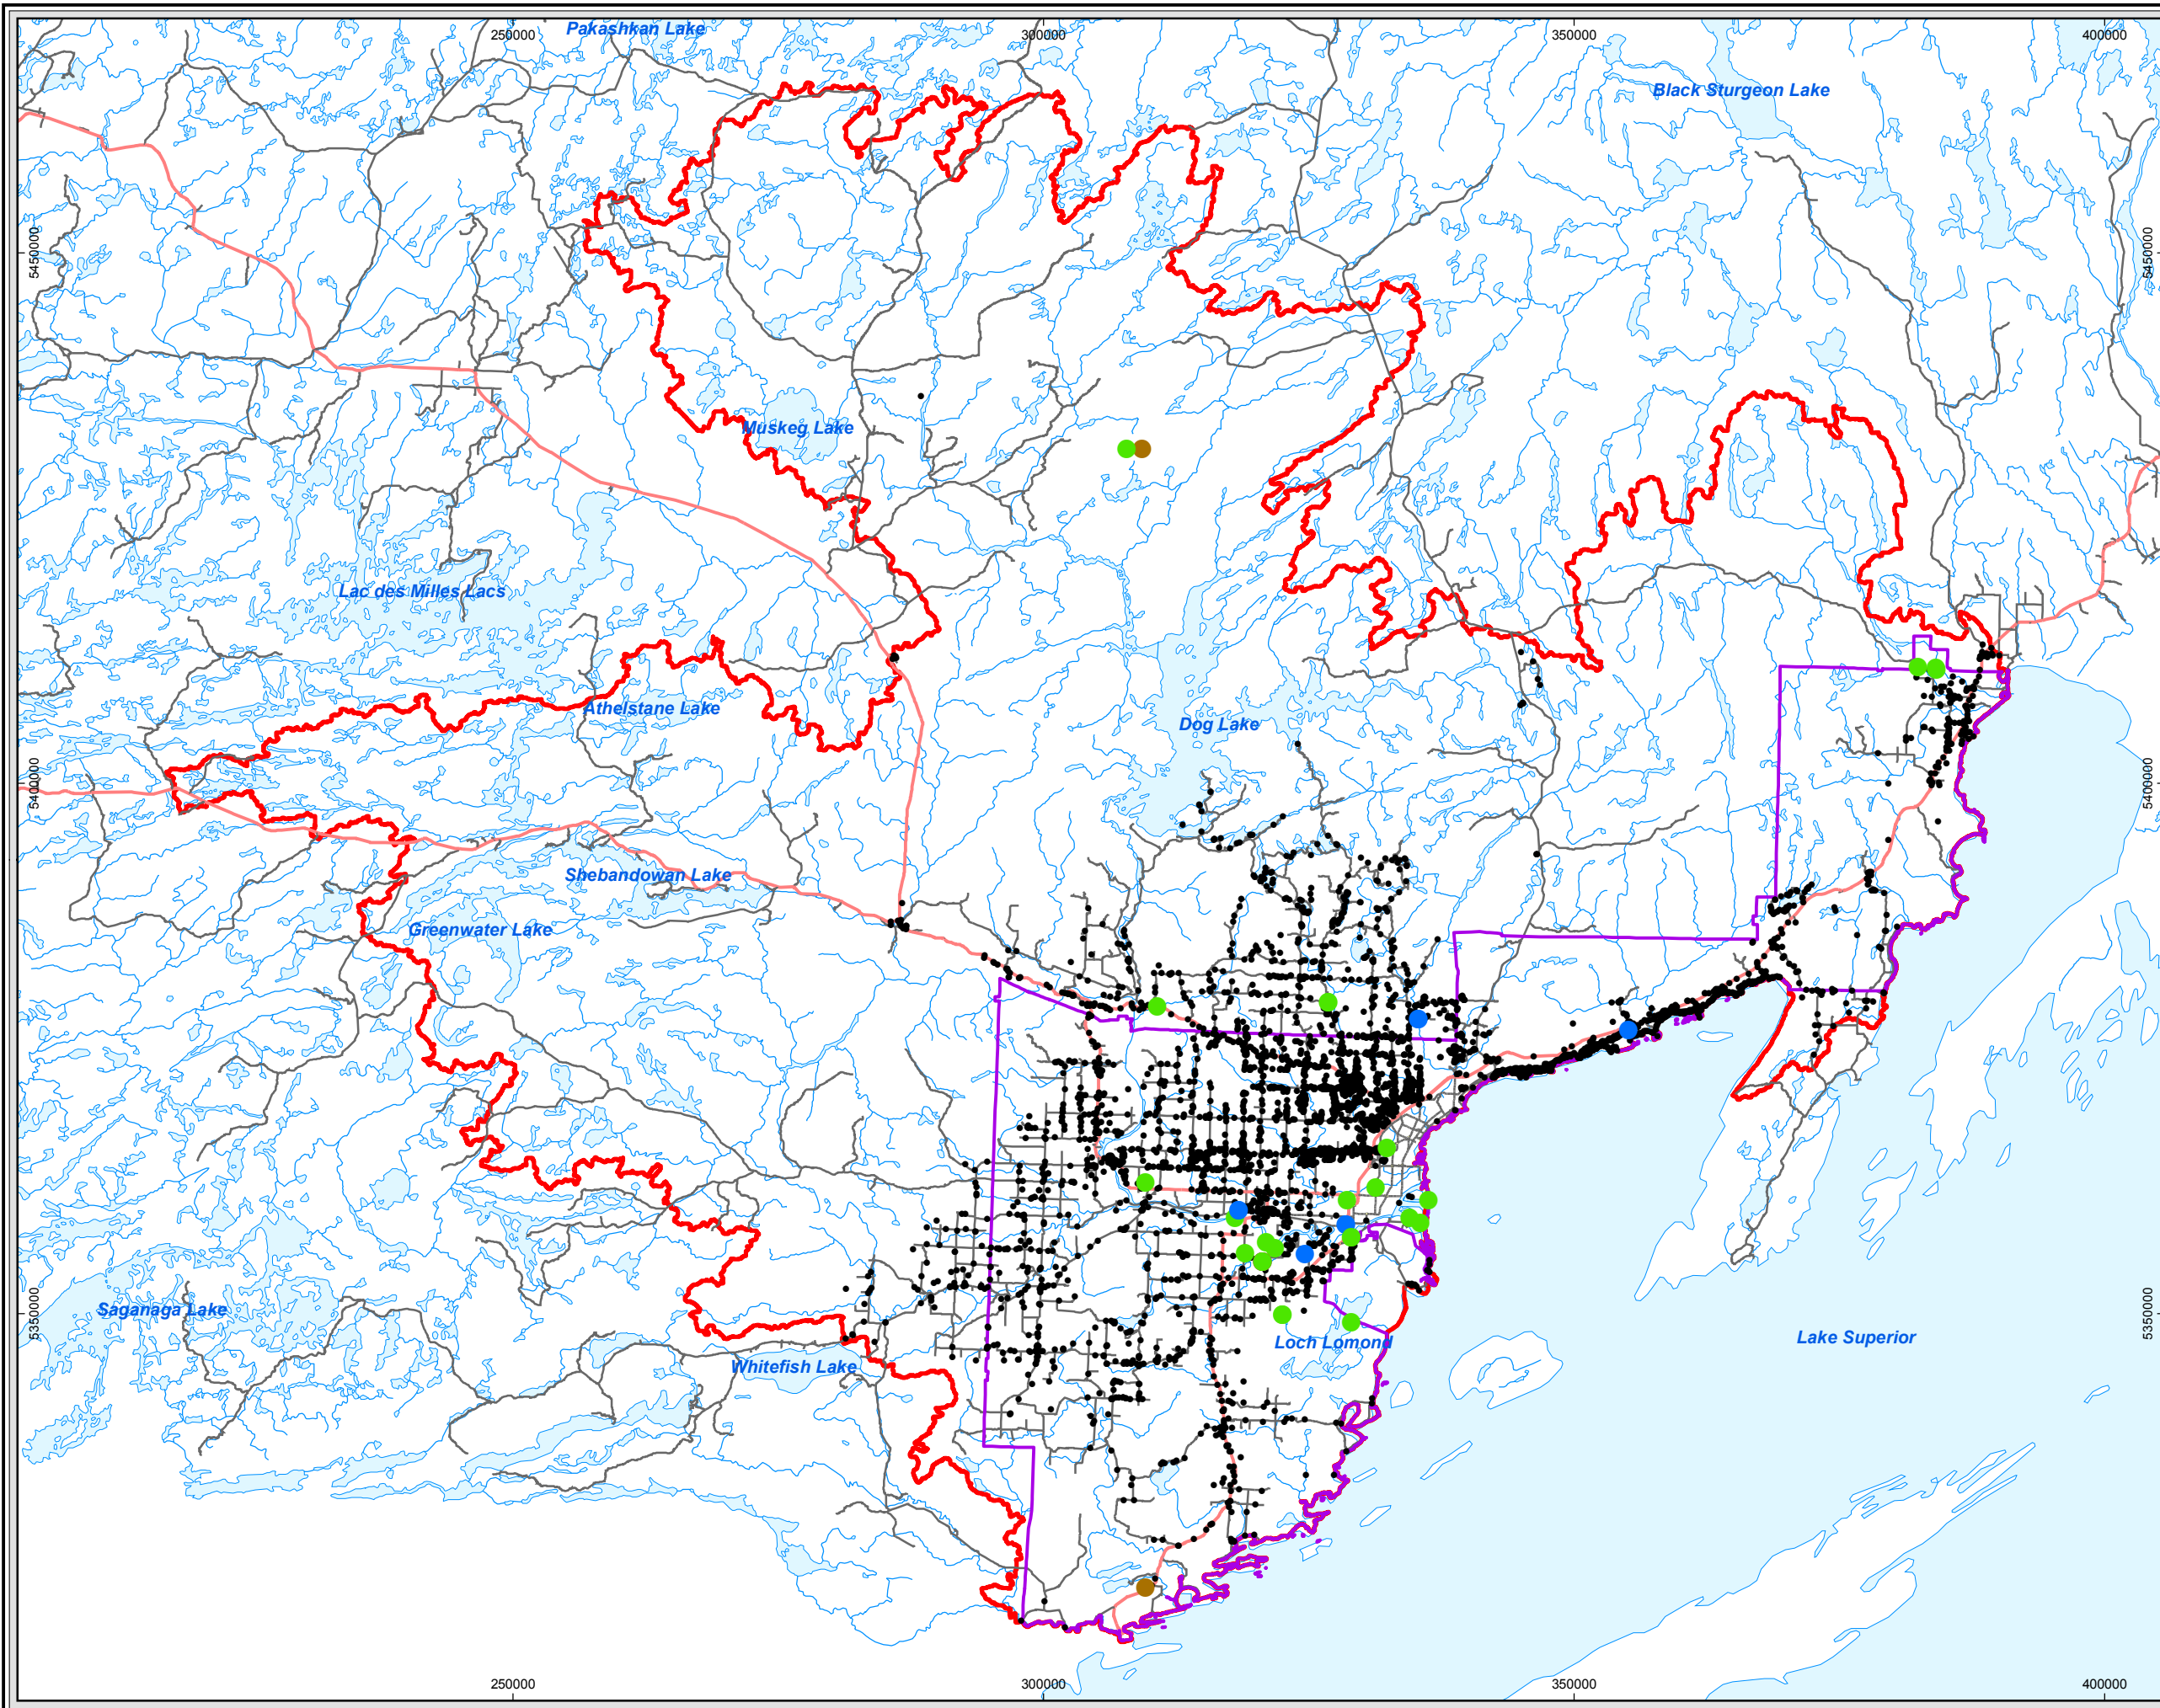 Pakashkan Lake
250000
300000
350000
400000
Black Sturgeon Lake
5450000
5450000
Muskeg Lake
Lac des Milles Lacs
Athelstane Lake
Dog Lake
5400000
5400000
Shebandowan Lake
Greenwater Lake
Saganaga Lake
5350000
5350000
Loch Lomond
Lake Superior
Whitefish Lake
250000
300000
350000
400000